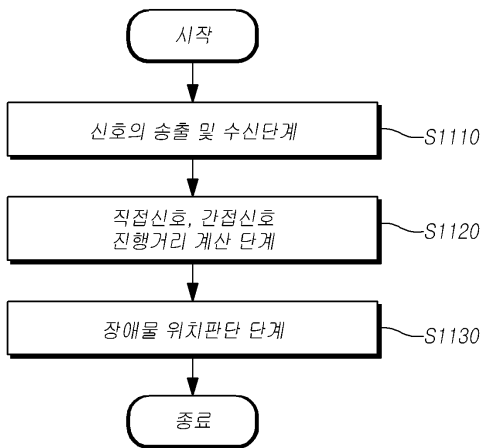 시작
신호의 송출 및 수신단계
S1110
직접신호, 간접신호
진행거리 계산 단계
S1120
장애물 위치판단 단계
S1130
종료